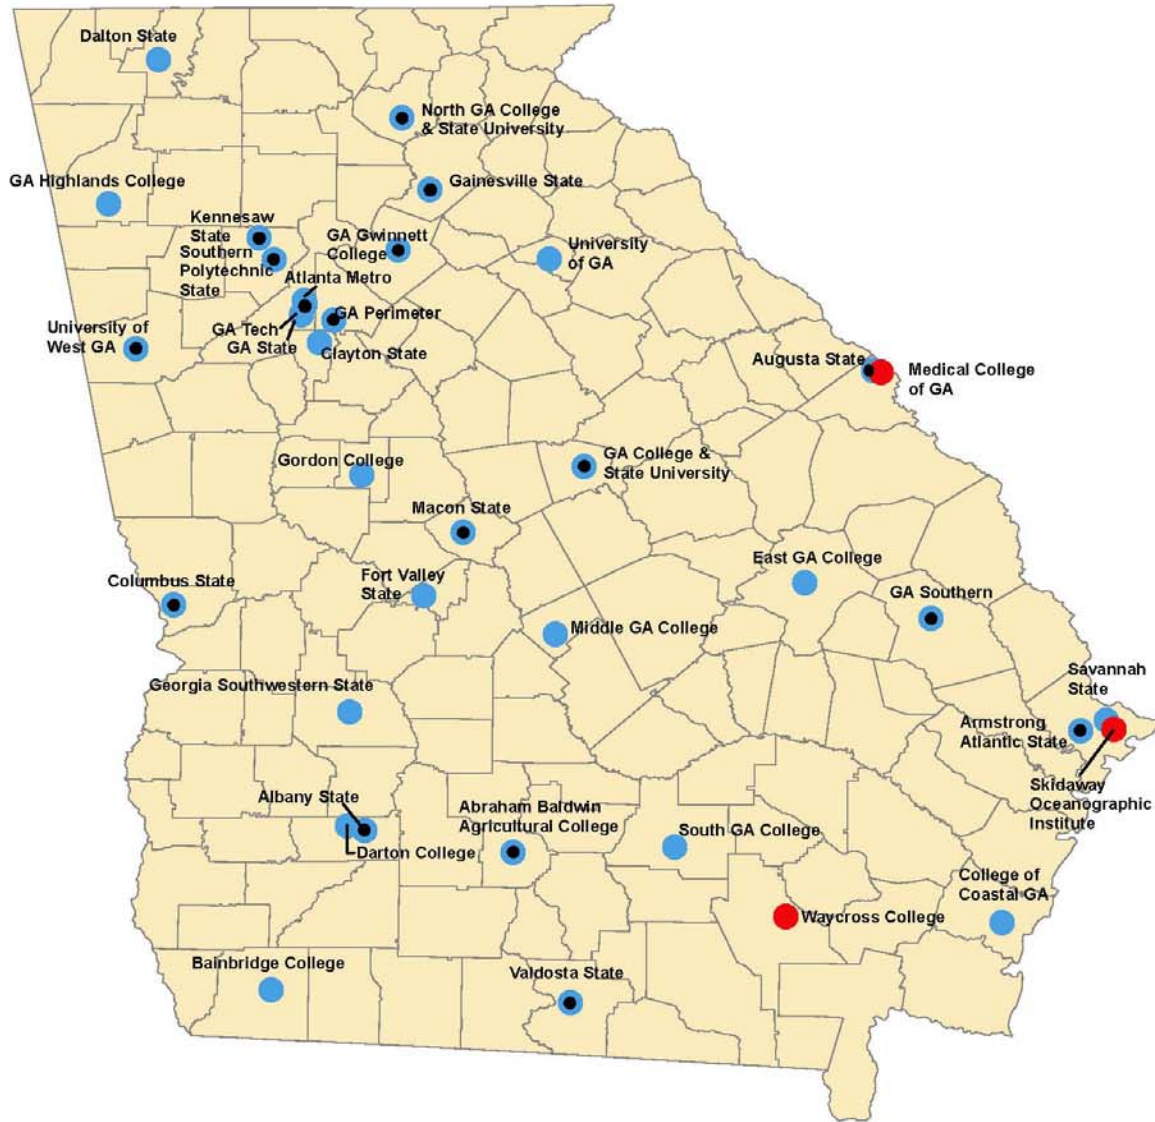 Dalton State
North GA College
& State University
GA Highlands College
Gainesville State
Kennesaw
State
Southern
Polytechnic
State
GA Gwinnett
College
University
of GA
Atlanta Metro
GA Perimeter
GA Tech
GA State
University of
West GA
Clayton State
Augusta State
Medical College
of GA
Gordon College
GA College &
State University
Macon State
East GA College
Columbus State
Fort Valley
State
GA Southern
Middle GA College
Georgia Southwestern State
Savannah
State
Armstrong
Atlantic State
Skidaway
Oceanographic
Institute
Albany State
Darton College
Abraham Baldwin
Agricultural College
South GA College
College of
Coastal GA
Waycross College
Bainbridge College
Valdosta State